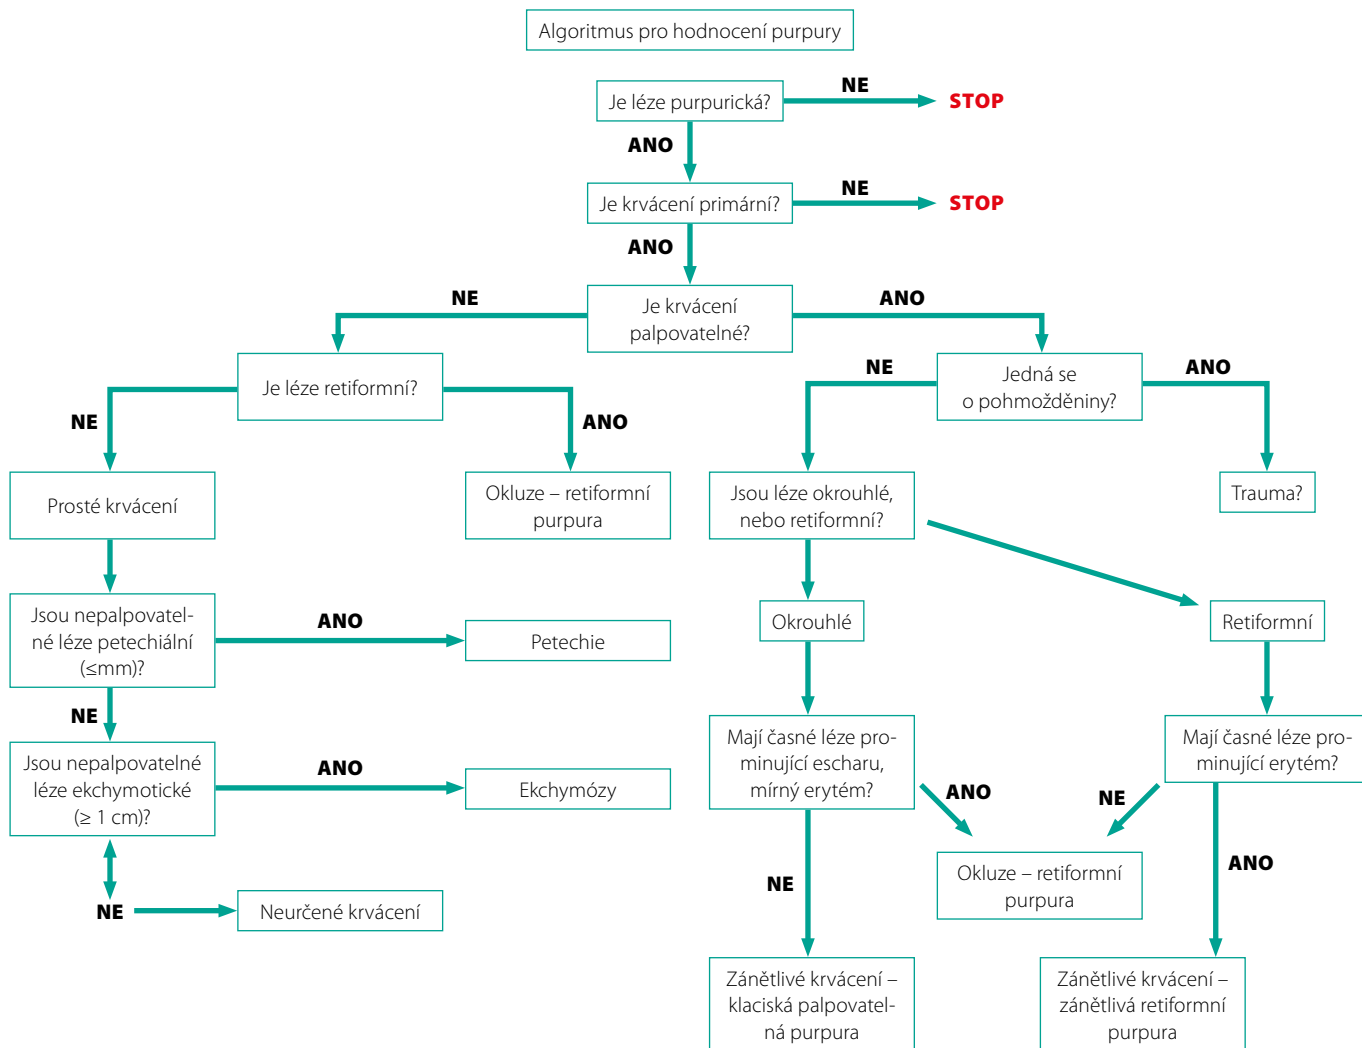 Algoritmus pro hodnocení purpury
Je léze purpurická?
NE
STOP
ANO
Je krvácení primární?
NE
STOP
ANO
Je krvácení
palpovatelné?
NE
ANO
Je léze retiformní?
NE
ANO
Jedná se
o pohmožděniny?
NE
ANO
Prosté krvácení
Okluze – retiformní
purpura
Jsou léze okrouhlé,
nebo retiformní?
Trauma?
Jsou nepalpovatel-
né léze petechiální
(≤mm)?
ANO
Petechie
Okrouhlé
Retiformní
NE
Jsou nepalpovatelné
léze ekchymotické
(≥ 1 cm)?
ANO
Ekchymózy
Mají časné léze pro-
minující escharu,
mírný erytém?
ANO
Mají časné léze pro-
minující erytém?
NE
NE
Neurčené krvácení
NE
Okluze – retiformní
purpura
ANO
Zánětlivé krvácení –
klaciská palpovatel-
ná purpura
Zánětlivé krvácení –
zánětlivá retiformní
purpura